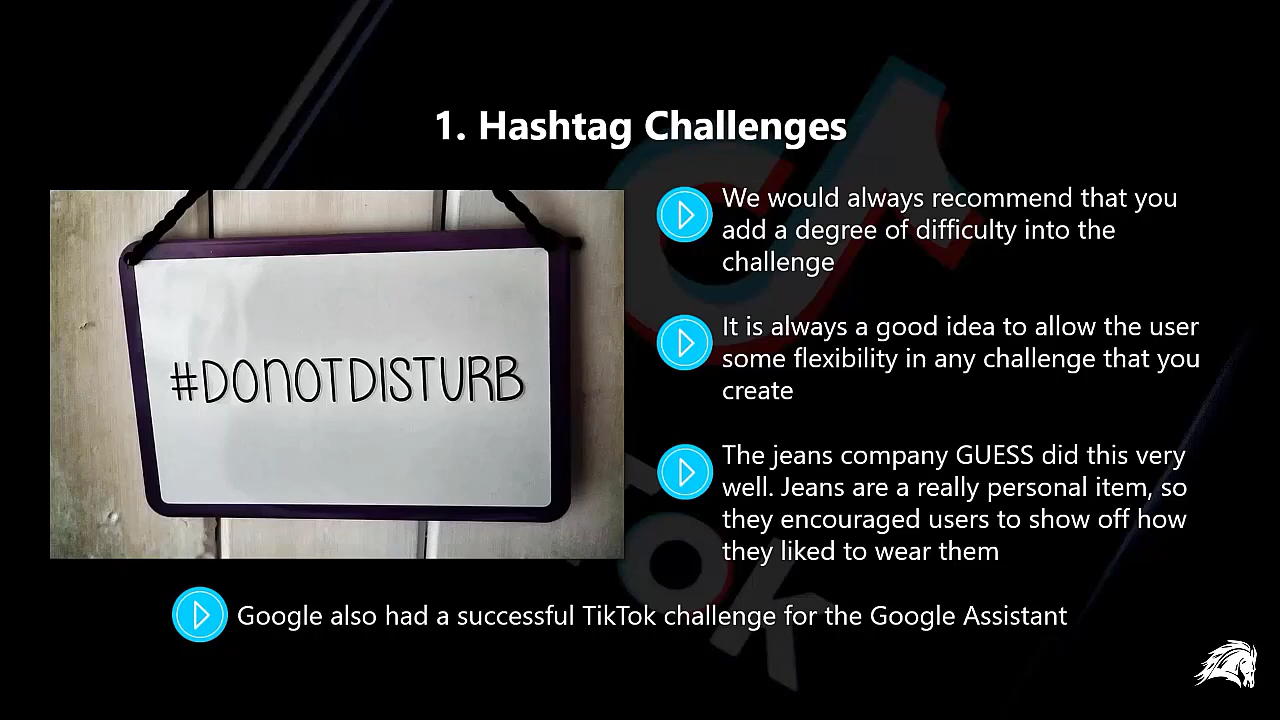 1. Hashtag Challenges
#DONOTDISTURB
We would always recommend that you
add a degree of difficulty into the
challenge
It is always a good idea to allow the user
some flexibility in any challenge that you
create
The jeans company GUESS did this very
well. Jeans are a really personal item, so
they encouraged users to show off how
they liked to wear them
Google also had a successful TikTok challenge for the Google Assistant
Tok